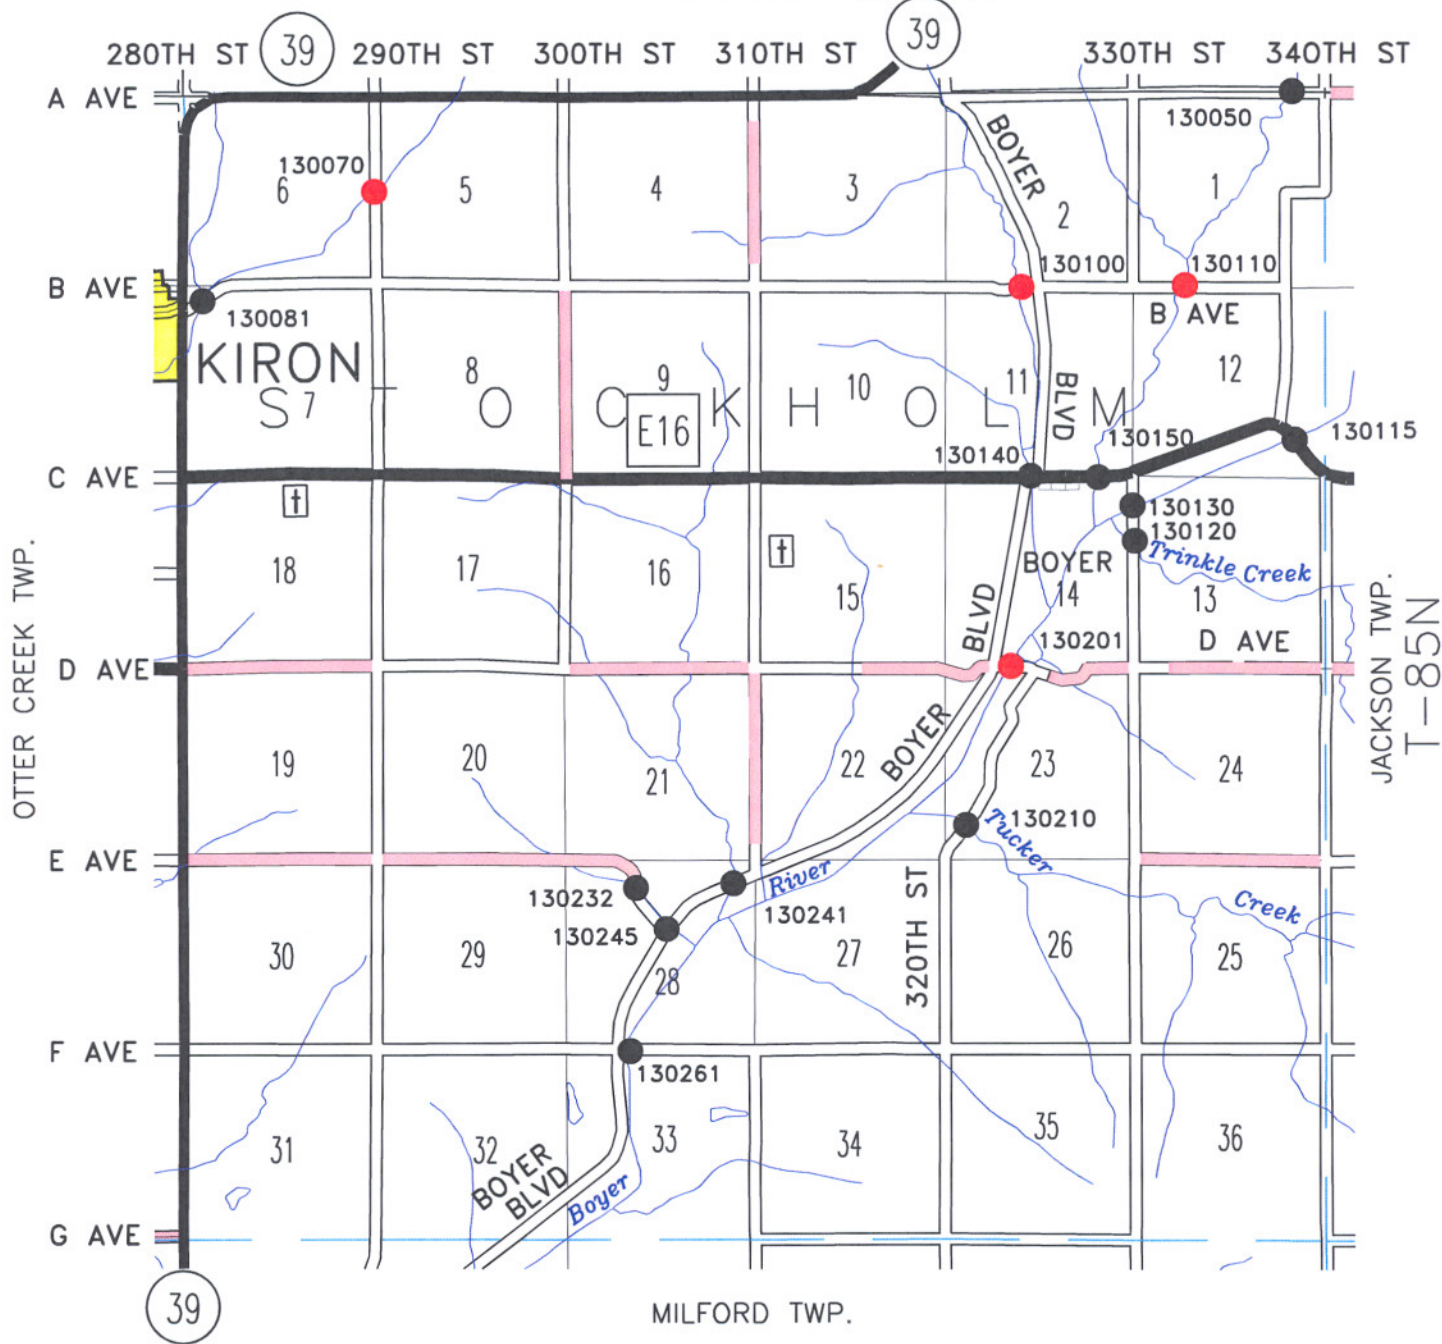 39
280TH ST
39
290TH ST
300TH ST
310TH ST
330TH ST
340TH ST
A AVE
130050
BOYER
130070
6
5
4
3
2
1
130100
130110
B AVE
B AVE
130081
KIRON
8
9
10
11
12
STOCKHOLM
7
E16
BLVD
130140
130150
130115
C AVE
130130
130120
Trinkle Creek
BOYER
18
17
16
15
14
13
BLVD
130201
D AVE
D AVE
OTTER CREEK TWP.
JACKSON TWP.
T-85N
BOYER
19
20
21
22
23
24
130210
Tucker
E AVE
River
130232
130241
Creek
130245
320TH ST
30
29
28
27
26
25
F AVE
130261
31
32
33
34
35
36
BOYER
BLVD
Boyer
G AVE
39
MILFORD TWP.